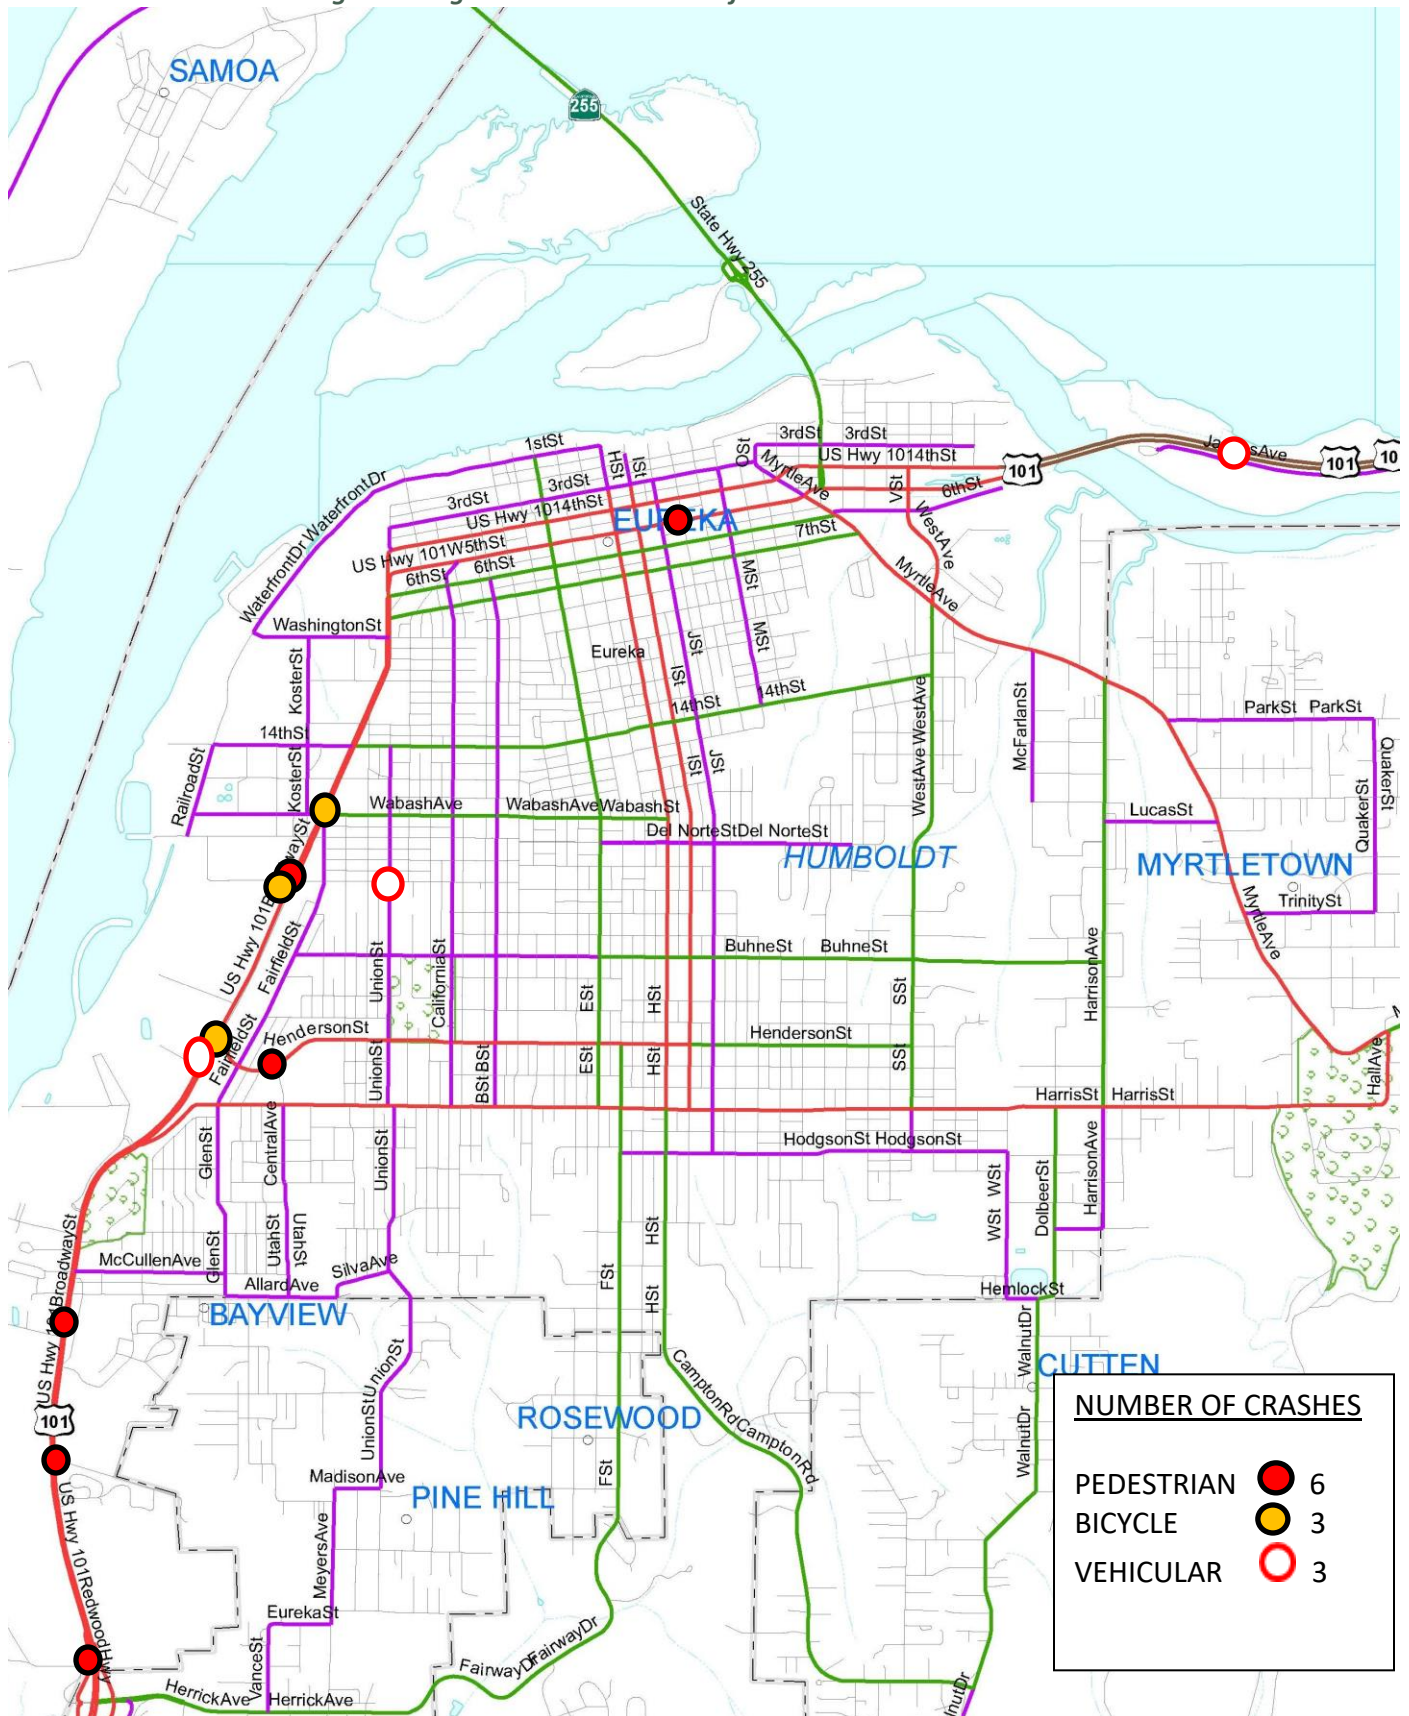 SAMOA
255
State Hwy 255
1stSt
HSt
ISt
OSt
3rdSt
3rdSt
US Hwy 1014thSt
101
101
10
6thSt
VSt
WestAve
MyrtleAve
WaterfrontDr
WaterfrontDr
3rdSt
3rdSt
US Hwy 1014thSt
EUREKA
7thSt
US Hwy 101W5thSt
6thSt
6thSt
MyrtleAve
MSt
MSt
WashingtonSt
Eureka
JSt
ISt
KosterSt
14thSt
14thSt
14thSt
WestAve
WestAve
McFarlanSt
ParkSt
ParkSt
QuakerSt
QuakerSt
RailroadSt
KosterSt
ISt
JSt
WabashAve
WabashAve
WabashSt
Del NorteSt
Del NorteSt
LucasSt
HUMBOLDT
MYRTLETOWN
TrinitySt
MyrtleAve
US Hwy 101
FairfieldSt
UnionSt
CaliforniaSt
BuhneSt
BuhneSt
HarrisonAve
ESt
HSt
SSt
FairfieldSt
HendersonSt
HendersonSt
UnionSt
BSt
BSt
ESt
HSt
SSt
HarrisSt
HarrisSt
HallAve
GlenSt
CentralAve
UnionSt
HodgsonSt
HodgsonSt
WSt
WSt
DolbeerSt
HarrisonAve
UtahSt
UtahSt
HSt
McCullenAve
GlenSt
SilvaAve
AllardAve
FSt
HSt
HemlockSt
BAYVIEW
BroadwaySt
US Hwy
101
UnionSt
UnionSt
WalnutDr
CUTTEN
CamptonRd
CamptonRd
ROSEWOOD
WalnutDr
MadisonAve
PINE HILL
FSt
US Hwy 101
RedwoodHwy
MeyersAve
EurekaSt
VanceSt
HerrickAve
HerrickAve
FairwayDr
FairwayDr
nutDr
NUMBER OF CRASHES
PEDESTRIAN 6
BICYCLE 3
VEHICULAR 3